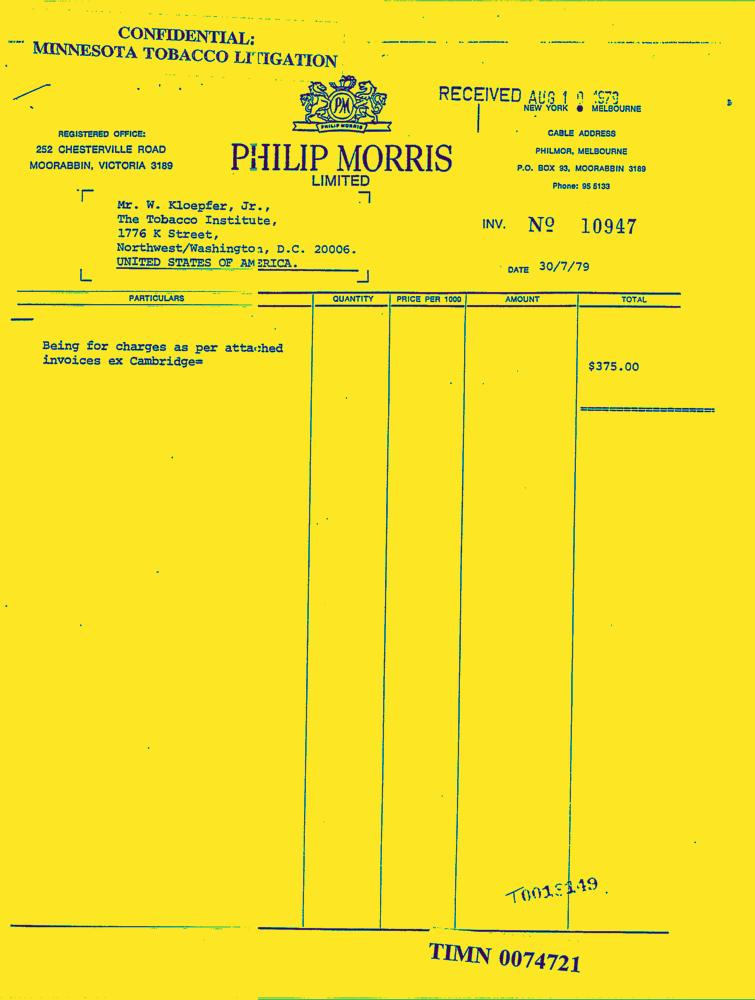 CONFIDENTIAL:
MINNESOTA TOBACCO LITIGATION
RECEIVED AUG 1 1979
NEW YORK • MELBOURNE
PM
PHILIP MORRIS
REGISTERED OFFICE:
252 CHESTERVILLE ROAD
MOORABBIN, VICTORIA 3189
PHILIP MORRIS
LIMITED
CABLE ADDRESS
PHILMOR, MELBOURNE
P.O. BOX 93, MOORABBIN 3189
Phone: 95 5133
Mr. W. Kloepfer, Jr.,
The Tobacco Institute,
1776 K Street,
Northwest/Washington, D.C. 20006.
UNITED STATES OF AMERICA.
INV. Nº 10947
DATE 30/7/79
PARTICULARS QUANTITY PRICE PER 1000 AMOUNT TOTAL
Being for charges as per attached
invoices ex Cambridge=
$375.00
TIMN 0074721